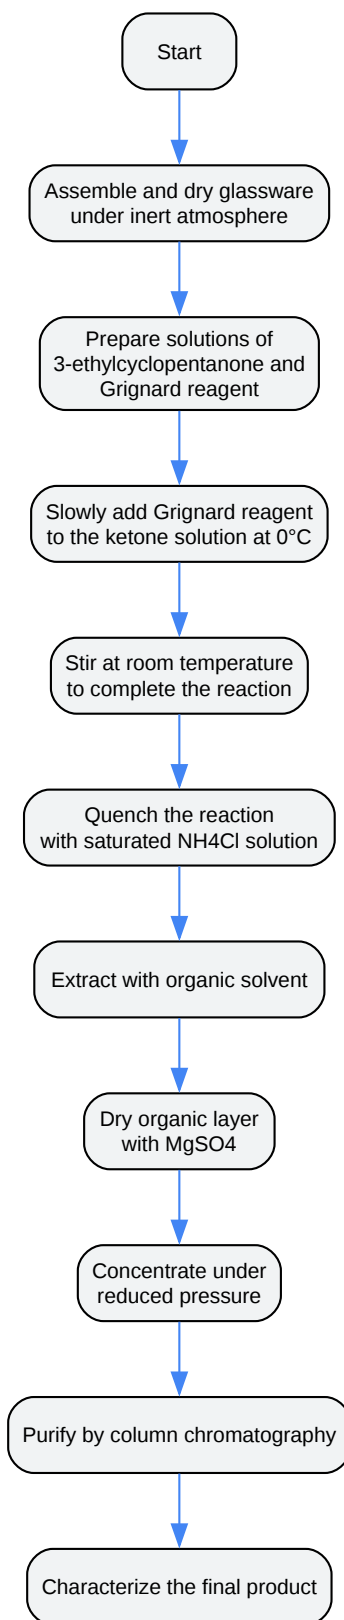 Start
Assemble and dry glassware
under inert atmosphere
Prepare solutions of
3-ethylcyclopentanone and
Grignard reagent
Slowly add Grignard reagent
to the ketone solution at 0°C
Stir at room temperature
to complete the reaction
Quench the reaction
with saturated NH4Cl solution
Extract with organic solvent
Dry organic layer
with MgSO4
Concentrate under
reduced pressure
Purify by column chromatography
Characterize the final product